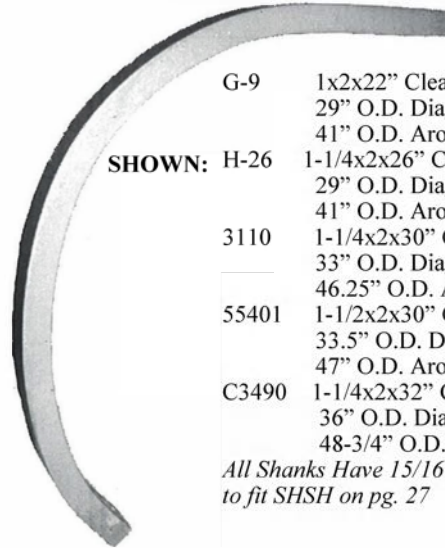 G-9 1x2x22” Clea
29” O.D. Dia
41” O.D. Aro
SHOWN: H-26 1-1/4x2x26” C
29” O.D. Dia
41” O.D. Aro
3110 1-1/4x2x30”
33” O.D. Dia
46.25” O.D.
55401 1-1/2x2x30”
33.5” O.D. D
47” O.D. Aro
C3490 1-1/4x2x32” C
36” O.D. Dia
48-3/4” O.D.
All Shanks Have 15/16
to fit SHSH on pg. 27